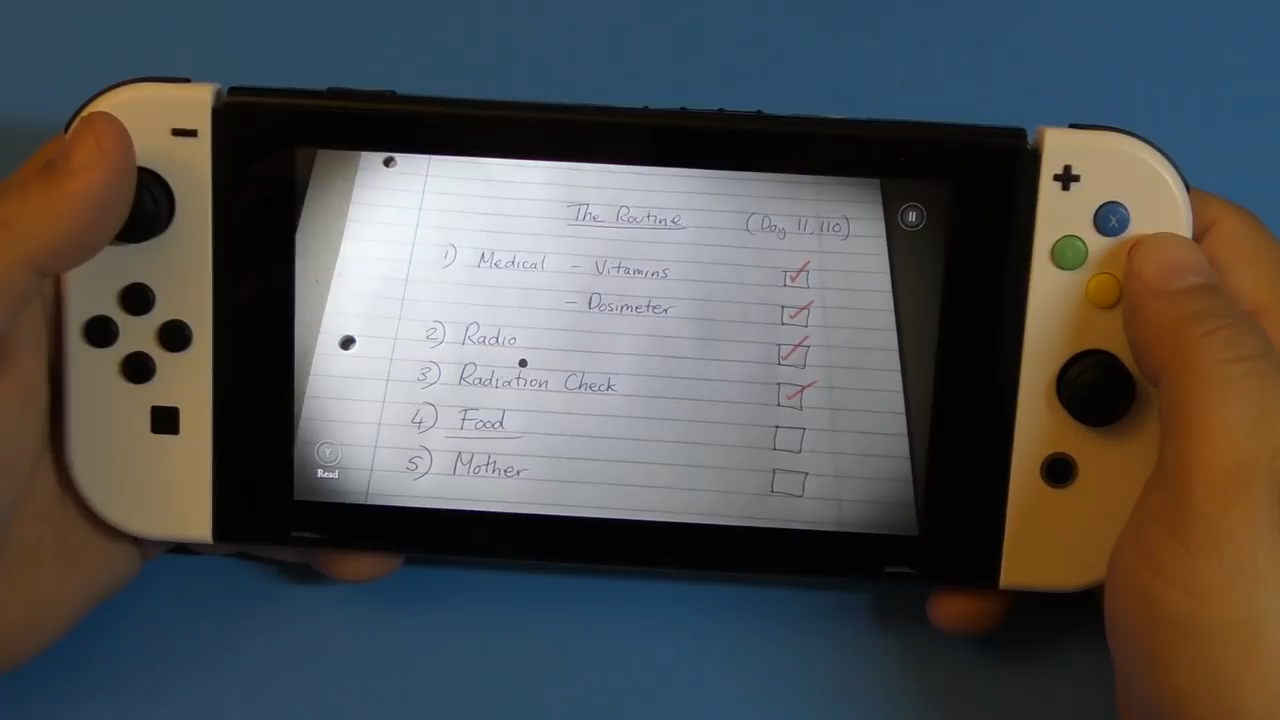 The Routine (Day 11,110)
1) Medical - Vitamins
- Dosimeter
2) Radio
3) Radiation Check
4) Food
5) Mother
Y
Read
X